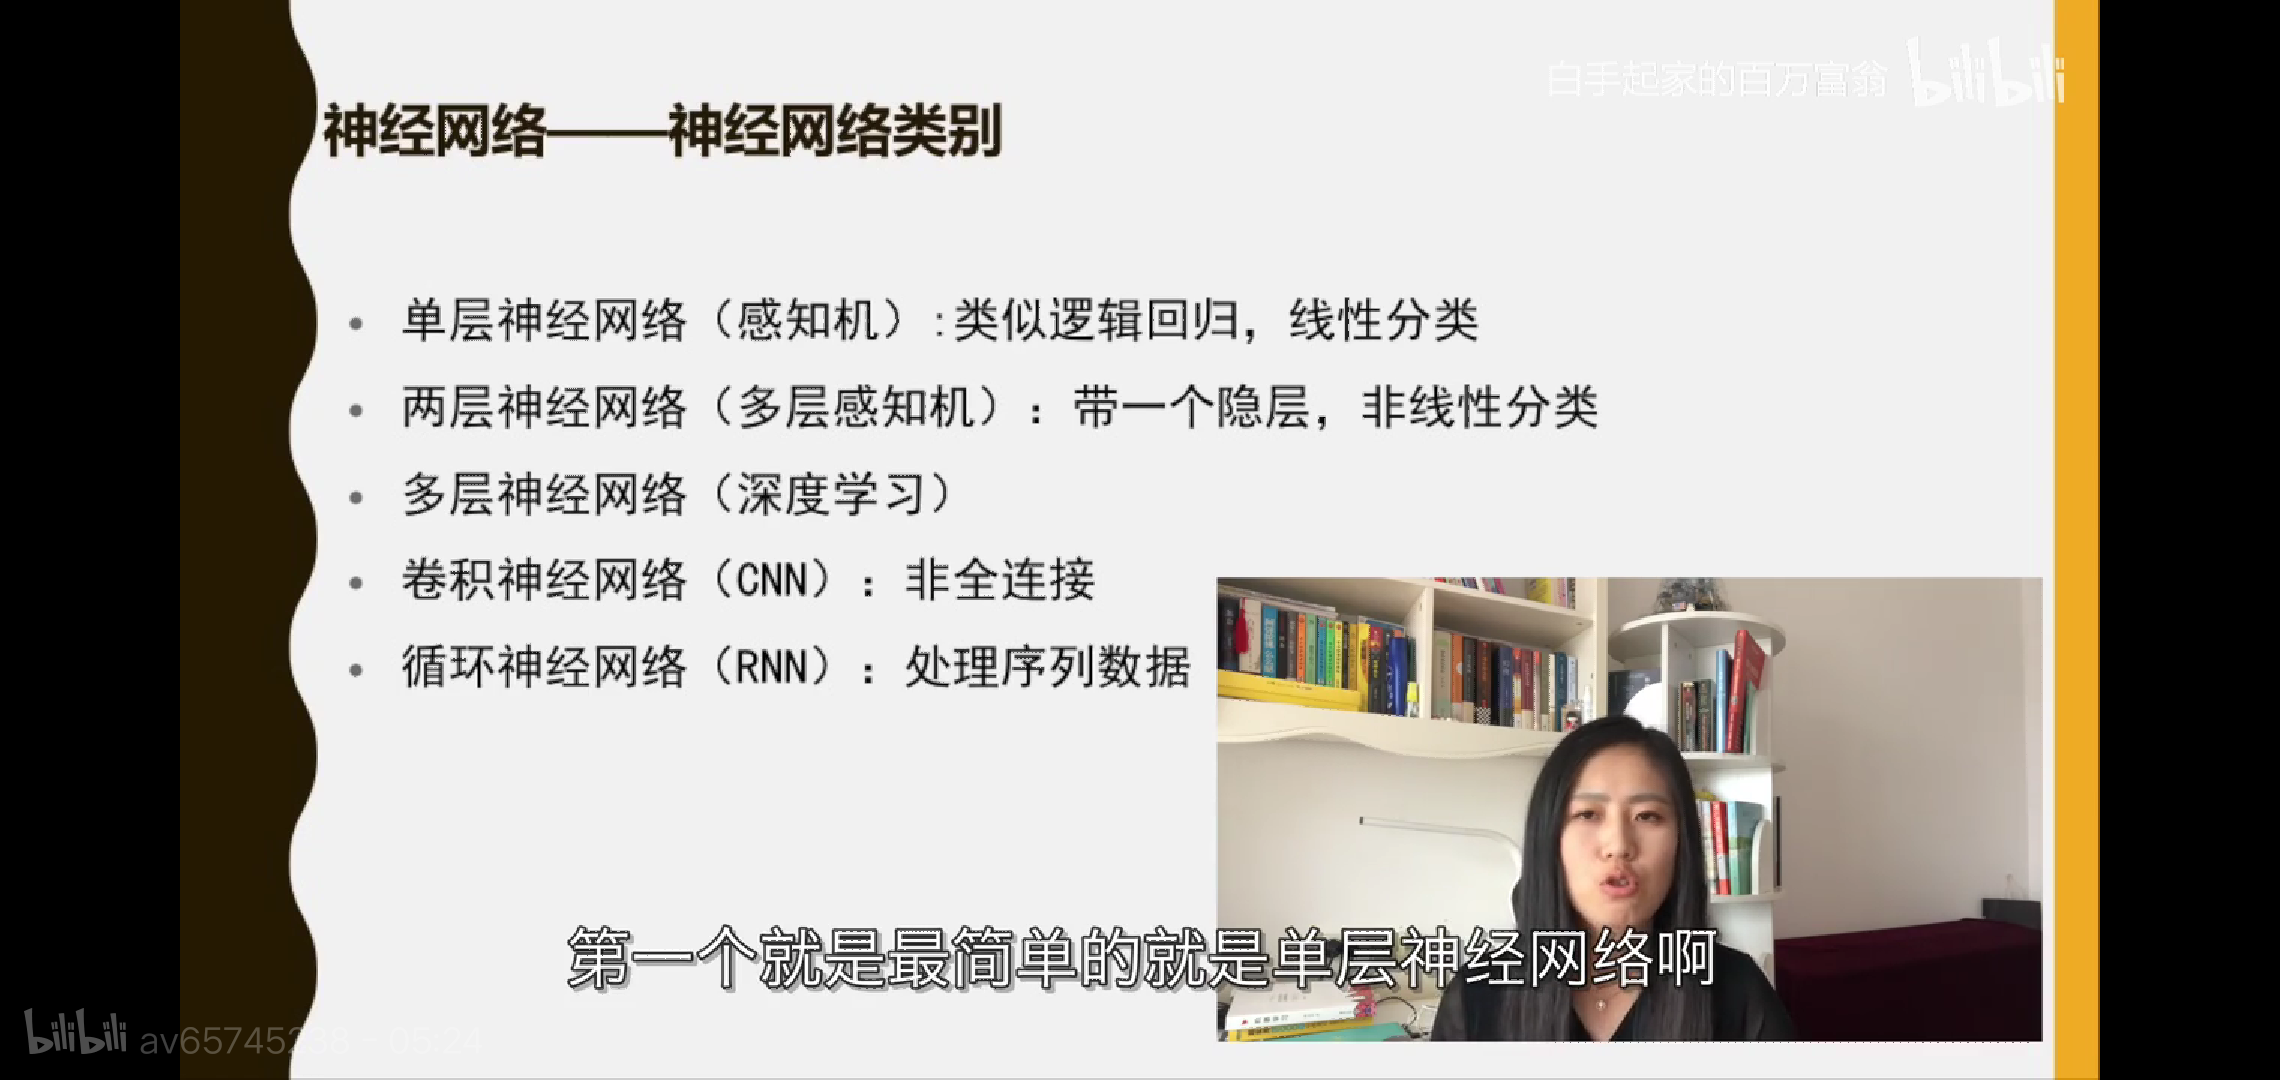 白手起家的百万富翁 bilibili
神经网络——神经网络类别
• 单层神经网络（感知机）:类似逻辑回归，线性分类
• 两层神经网络（多层感知机）：带一个隐层，非线性分类
• 多层神经网络（深度学习）
• 卷积神经网络（CNN）：非全连接
• 循环神经网络（RNN）：处理序列数据
第一个就是最简单的就是单层神经网络啊
bilibili av65745238 - 05:24